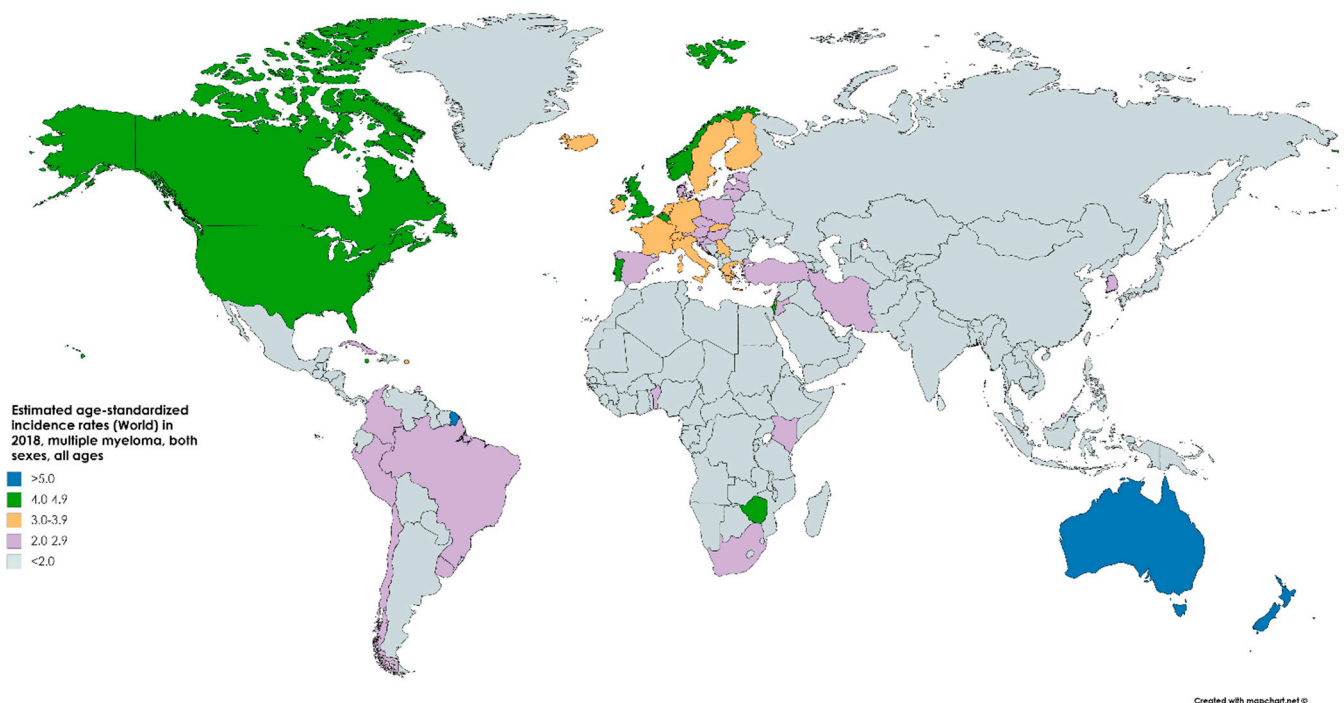 Estimated age-standardized
incidence rates (World) in
2018, multiple myeloma, both
sexes, all ages
>5.0
4.0 4.9
3.0-3.9
2.0 2.9
<2.0
Created with mapchart.net ©